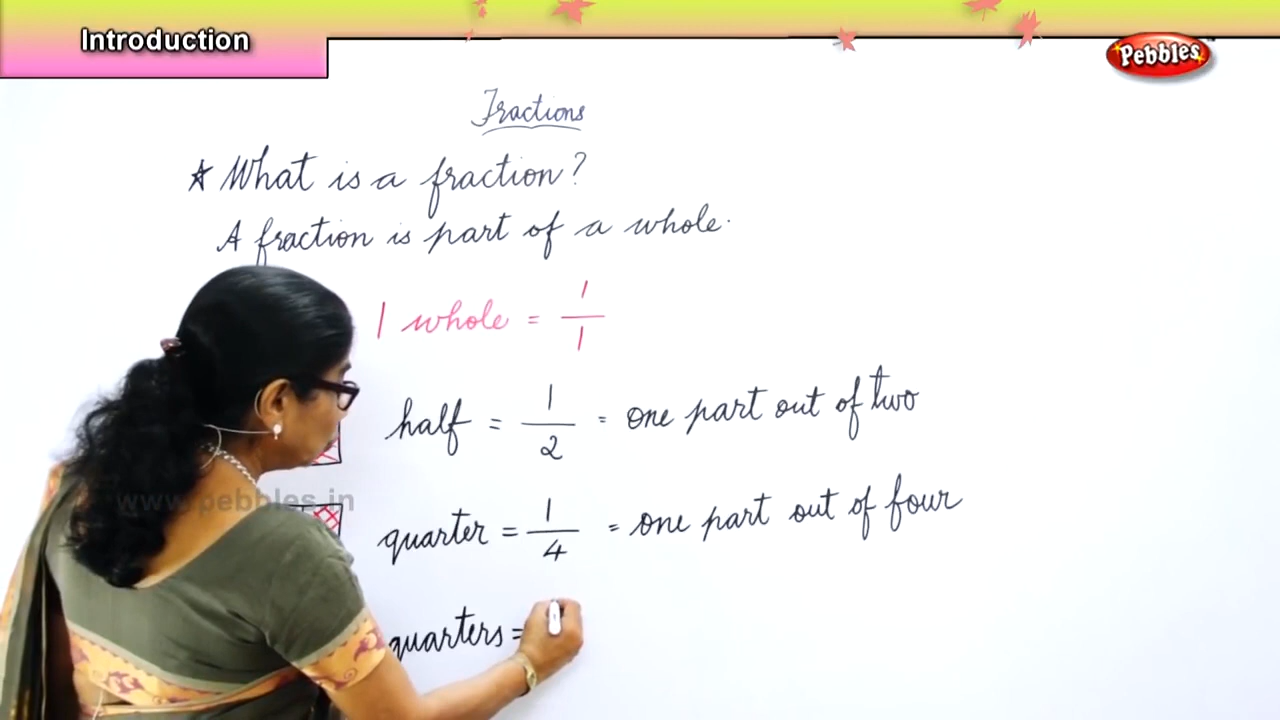 Introduction
Pebbles
Fractions
★ What is a fraction?
A fraction is part of a whole.
1 whole = 1/1
half = 1/2 = one part out of two
www.pebbles.in
quarter = 1/4 = one part out of four
quarters =